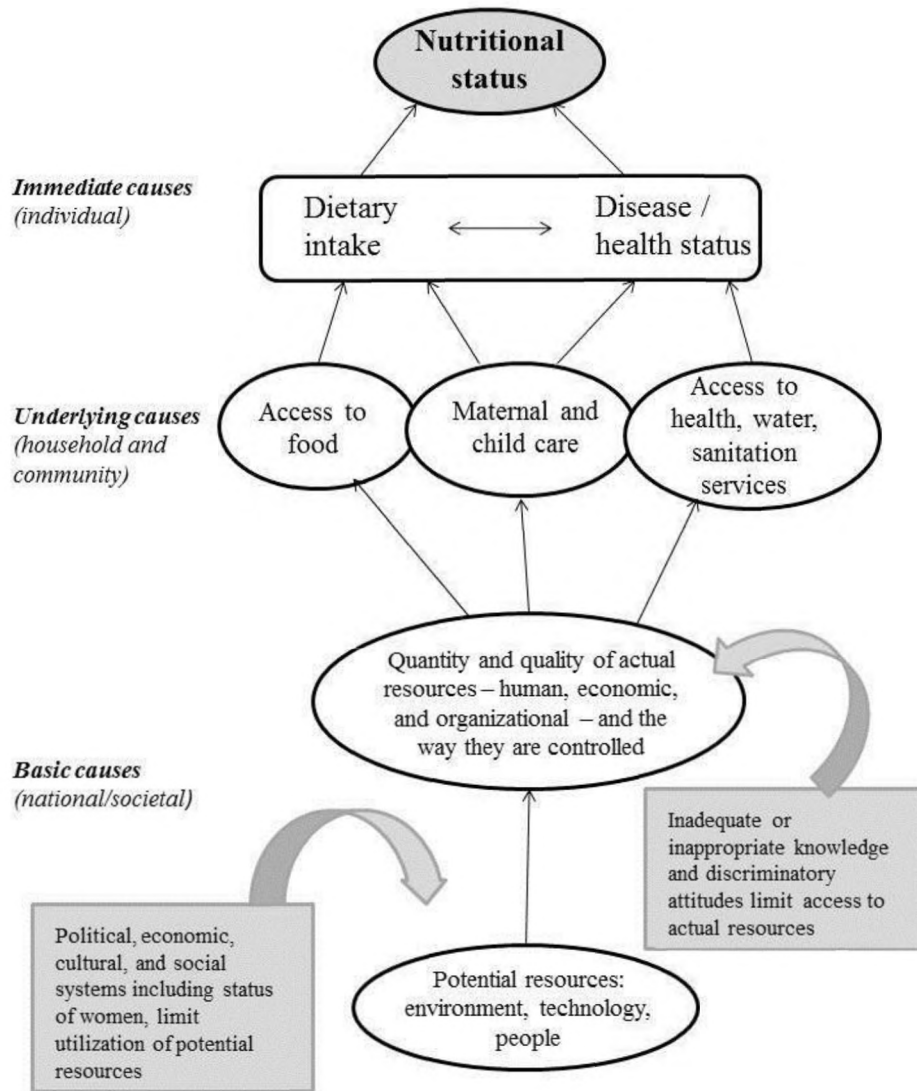 Nutritional
status
Immediate causes
(individual)
Dietary
intake
Disease /
health status
Underlying causes
(household and
community)
Access to
food
Maternal and
child care
Access to
health, water,
sanitation
services
Quantity and quality of actual
resources – human, economic,
and organizational – and the
way they are controlled
Basic causes
(national/societal)
Inadequate or
inappropriate knowledge
and discriminatory
attitudes limit access to
actual resources
Political, economic,
cultural, and social
systems including status
of women, limit
utilization of potential
resources
Potential resources:
environment, technology,
people